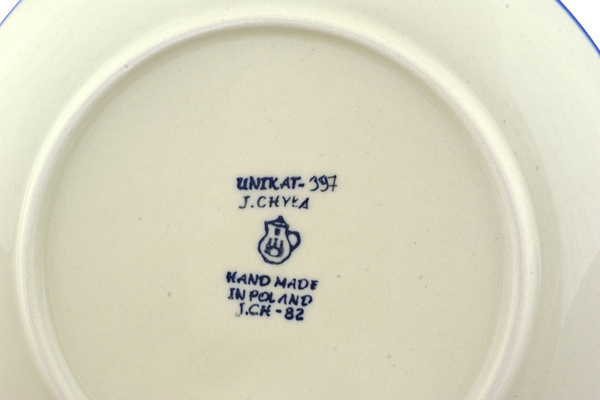 UNIKAT-397
J.CHYŁA
HAND MADE
IN POLAND
J.CH-82